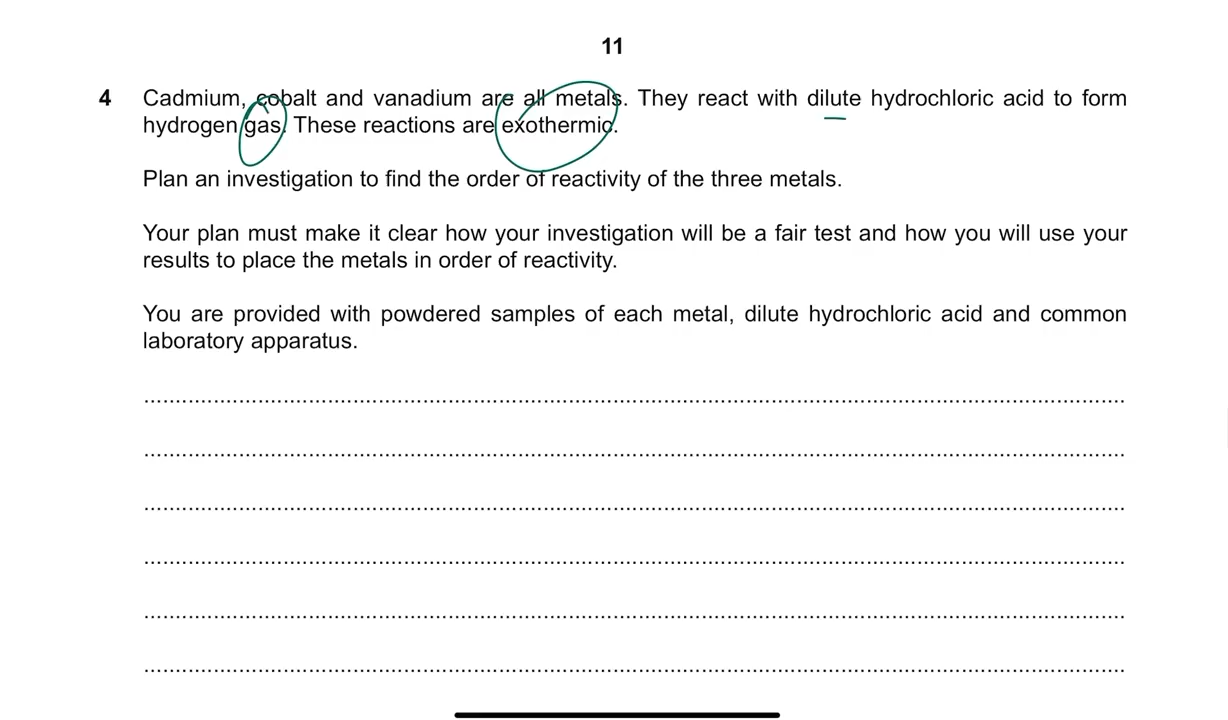 11
4 Cadmium, cobalt and vanadium are all metals. They react with dilute hydrochloric acid to form
hydrogen gas. These reactions are exothermic.
Plan an investigation to find the order of reactivity of the three metals.
Your plan must make it clear how your investigation will be a fair test and how you will use your
results to place the metals in order of reactivity.
You are provided with powdered samples of each metal, dilute hydrochloric acid and common
laboratory apparatus.